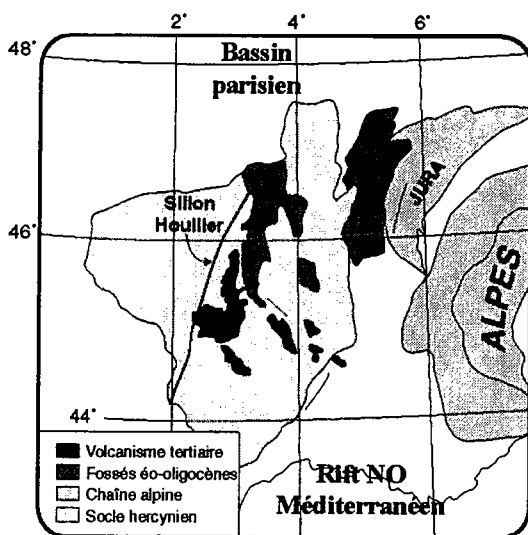 2° 4° 6°
48°
Bassin
parisien
Sillon
Houiller
JURA
46°
ALPES
44°
Volcanisme tertiaire
Fossés éo-oligocènes
Chaîne alpine
Socle hercynien
Rift NO
Méditerranéen